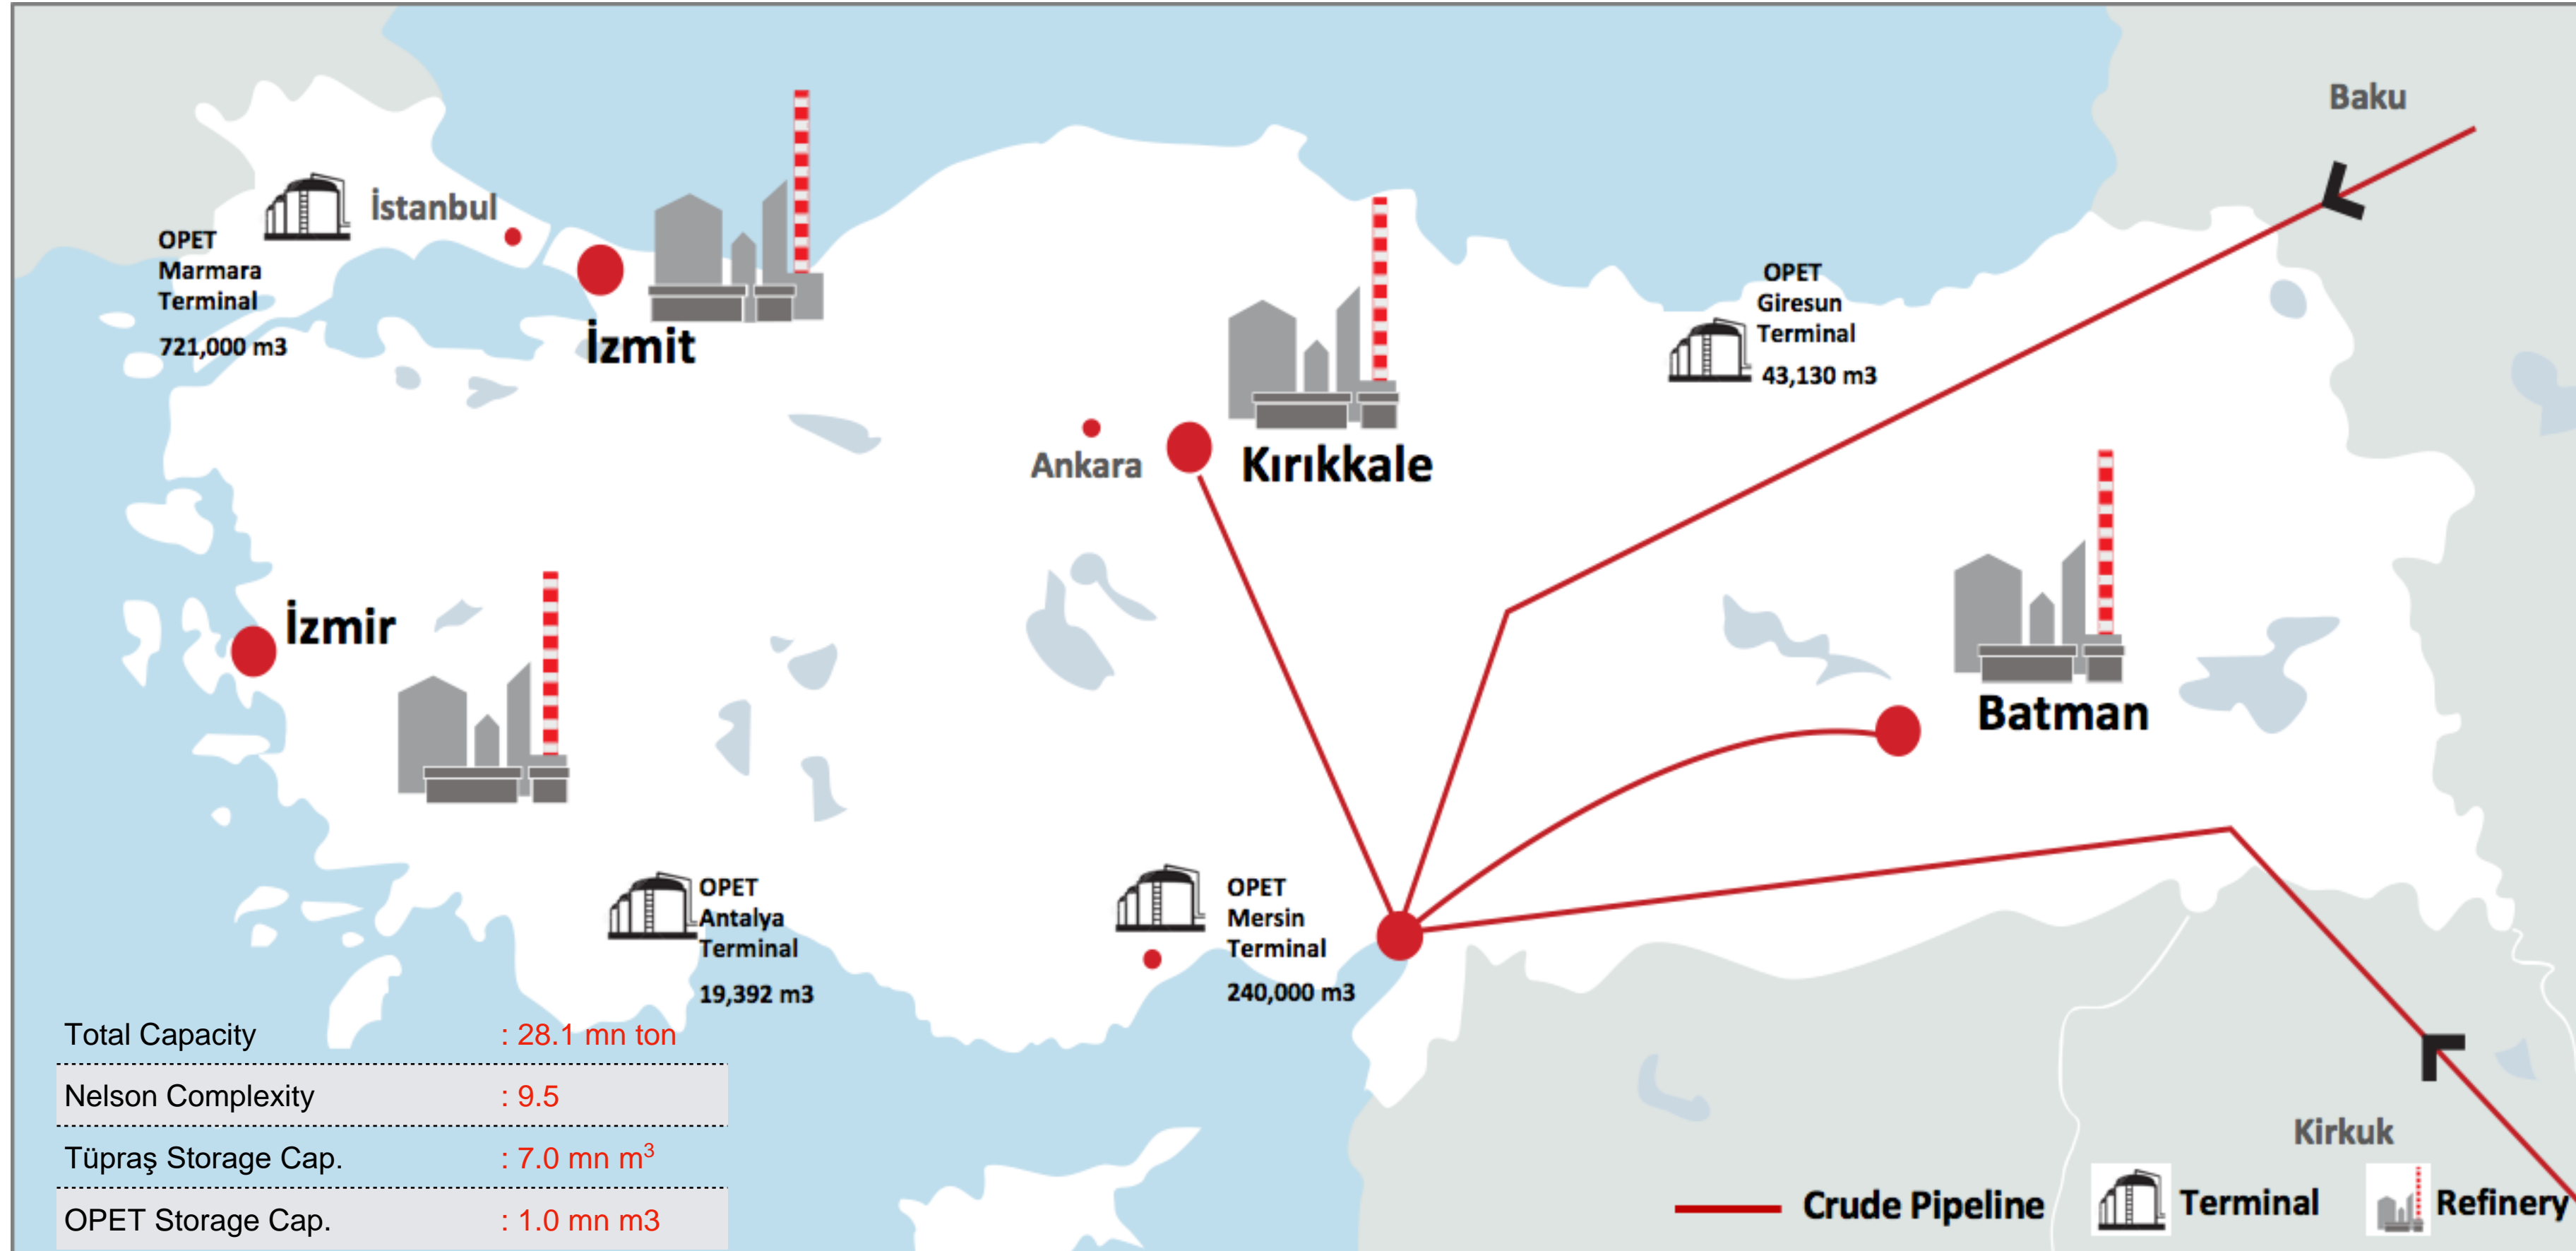 Baku
İstanbul
OPET
Marmara
Terminal
721,000 m3
İzmit
OPET
Giresun
Terminal
43,130 m3
Ankara
Kırıkkale
İzmir
Batman
OPET
Antalya
Terminal
19,392 m3
OPET
Mersin
Terminal
240,000 m3
Total Capacity : 28.1 mn ton
Nelson Complexity : 9.5
Tüpraş Storage Cap. : 7.0 mn m³
OPET Storage Cap. : 1.0 mn m3
Kirkuk
Crude Pipeline
Terminal
Refinery